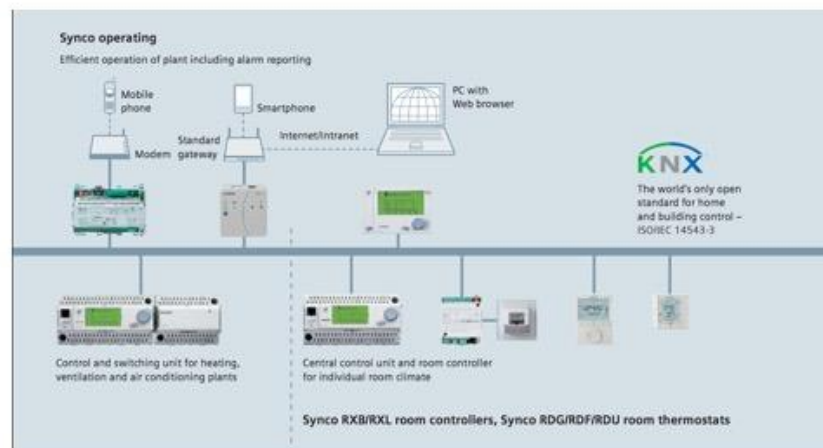 Synco operating
Efficient operation of plant including alarm reporting
Mobile
phone
Smartphone
PC with
Web browser
Modem
Standard
gateway
Internet/Intranet
KNX
The world's only open
standard for home
and building control –
ISO/IEC 14543-3
Control and switching unit for heating,
ventilation and air conditioning plants
Central control unit and room controller
for individual room climate
Synco RXB/RXL room controllers, Synco RDG/RDF/RDU room thermostats